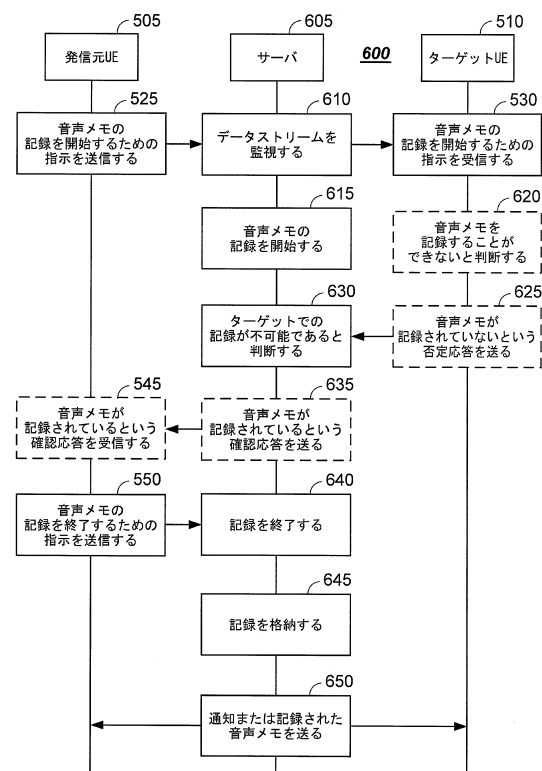 505
605
600
510
発信元UE
サーバ
ターゲットUE
525
610
530
音声メモの
記録を開始するための
指示を送信する
データストリームを
監視する
音声メモの
記録を開始するための
指示を受信する
615
620
音声メモの
記録を開始する
音声メモを
記録することが
できないと判断する
630
625
ターゲットでの
記録が不可能であると
判断する
音声メモが
記録されていないという
否定応答を送る
545
635
音声メモが
記録されているという
確認応答を受信する
音声メモが
記録されているという
確認応答を送る
550
640
音声メモの
記録を終了するための
指示を送信する
記録を終了する
645
記録を格納する
650
通知または記録された
音声メモを送る